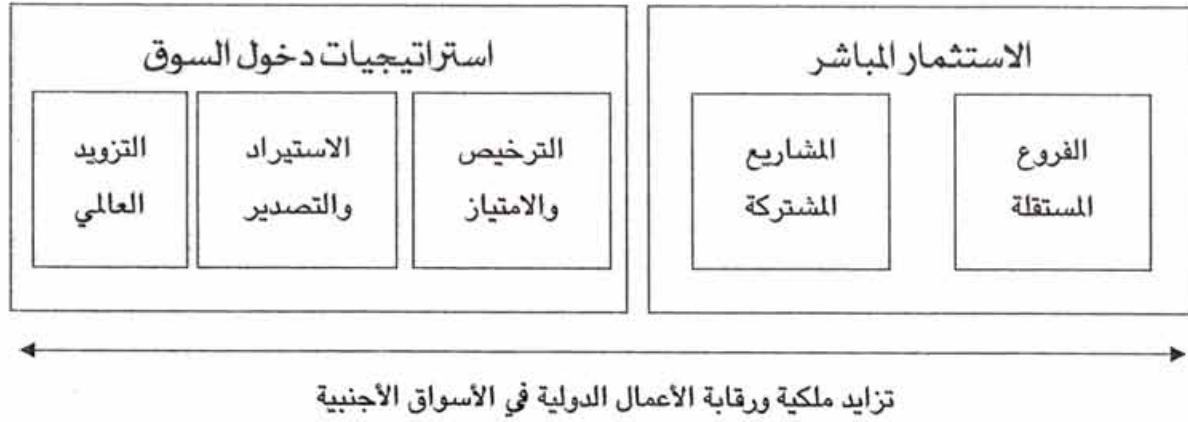 الاستثمار المباشر
الفروع
المستقلة
المشاريع
المشتركة
استراتيجيات دخول السوق
الترخيص
والامتياز
الاستيراد
والتصدير
التزويد
العالمي
تزايد ملكية ورقابة الأعمال الدولية في الأسواق الأجنبية